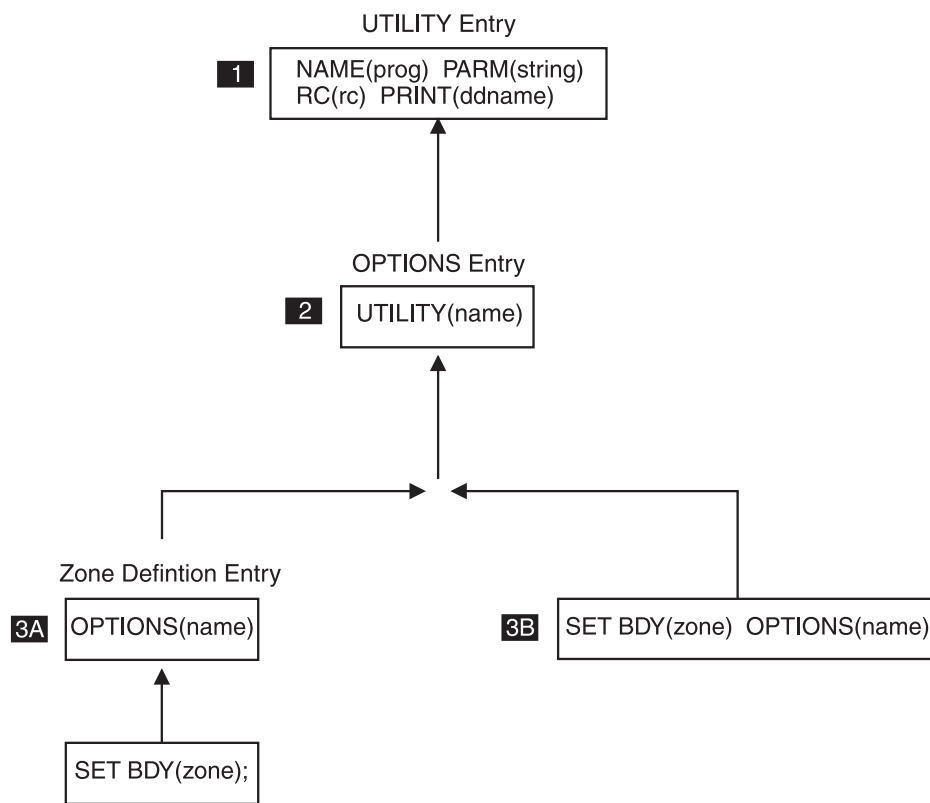 UTILITY Entry
1
NAME(prog) PARM(string)
RC(rc) PRINT(ddname)
OPTIONS Entry
2
UTILITY(name)
Zone Defintion Entry
3A
OPTIONS(name)
3B
SET BDY(zone) OPTIONS(name)
SET BDY(zone);